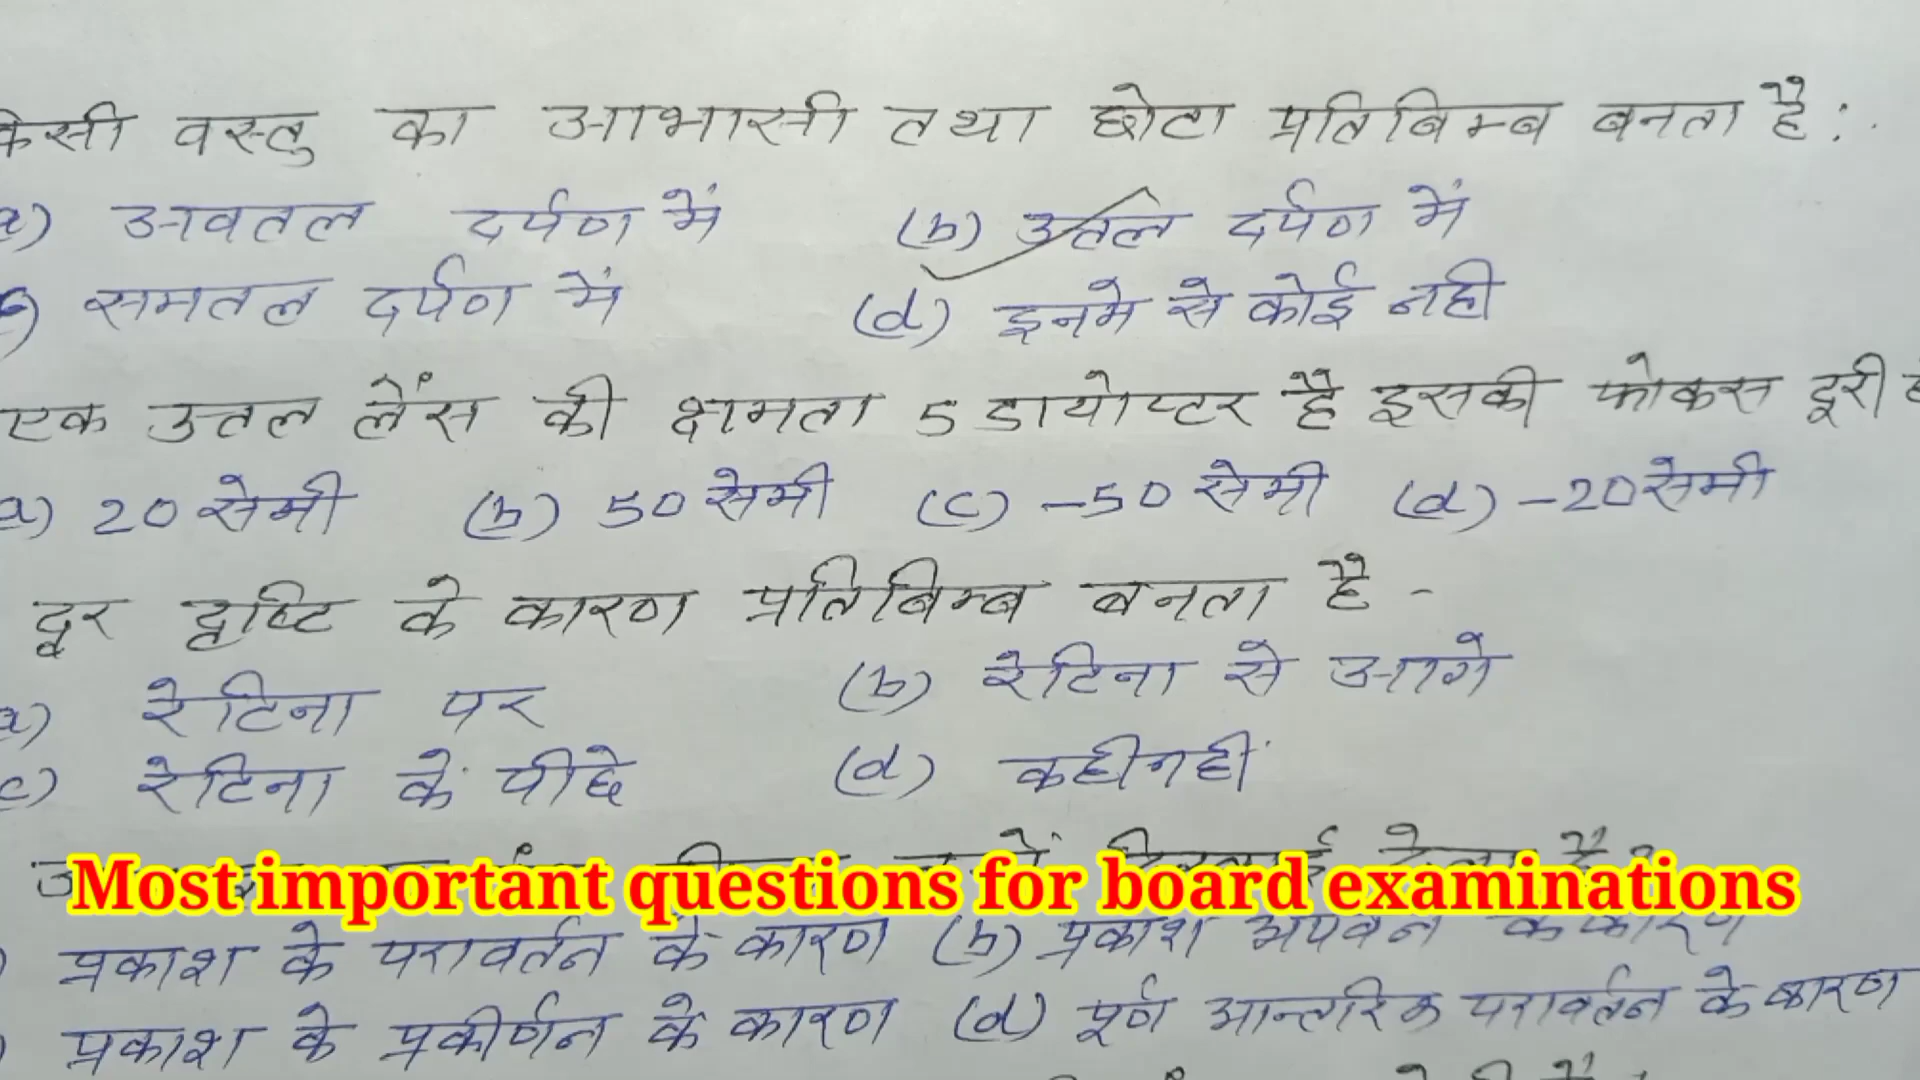 किसी वस्तु का आभासी तथा छोटा प्रतिबिम्ब बनता है:
a) अवतल दर्पण में (b) उत्तल दर्पण में
c) समतल दर्पण में (d) इनमे से कोई नही
एक उत्तल लेंस की क्षमता 5 डायोप्टर है इसकी फोकस दूरी
a) 20 सेमी (b) 50 सेमी (c) -50 सेमी (d) -20 सेमी
दूर दृष्टि के कारण प्रतिबिम्ब बनता है -
a) रेटिना पर (b) रेटिना से आगे
c) रेटिना के पीछे (d) कहीनहीं
Most important questions for board examinations
) प्रकाश के परावर्तन के कारण (b) प्रकाश अपवर्तन के कारण
) प्रकाश के प्रकीर्णन के कारण (d) पूर्ण आन्तरिक परावर्तन के कारण